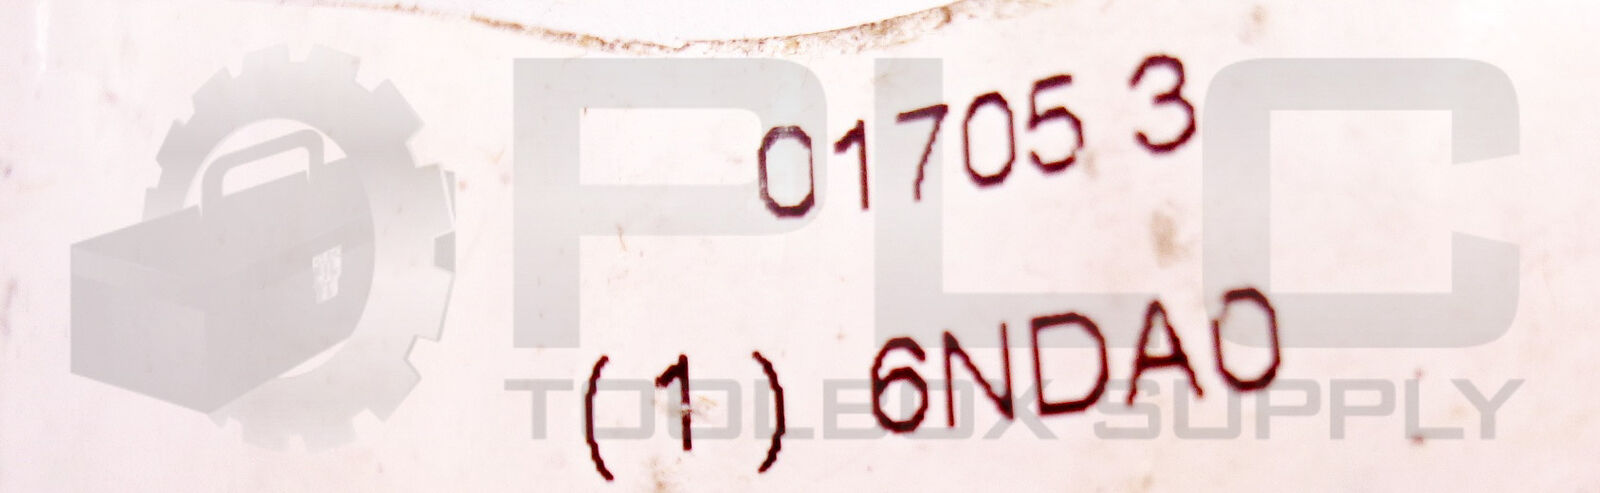 01705 3
(1) 6NDA0
PLC
TOOLBOX SUPPLY